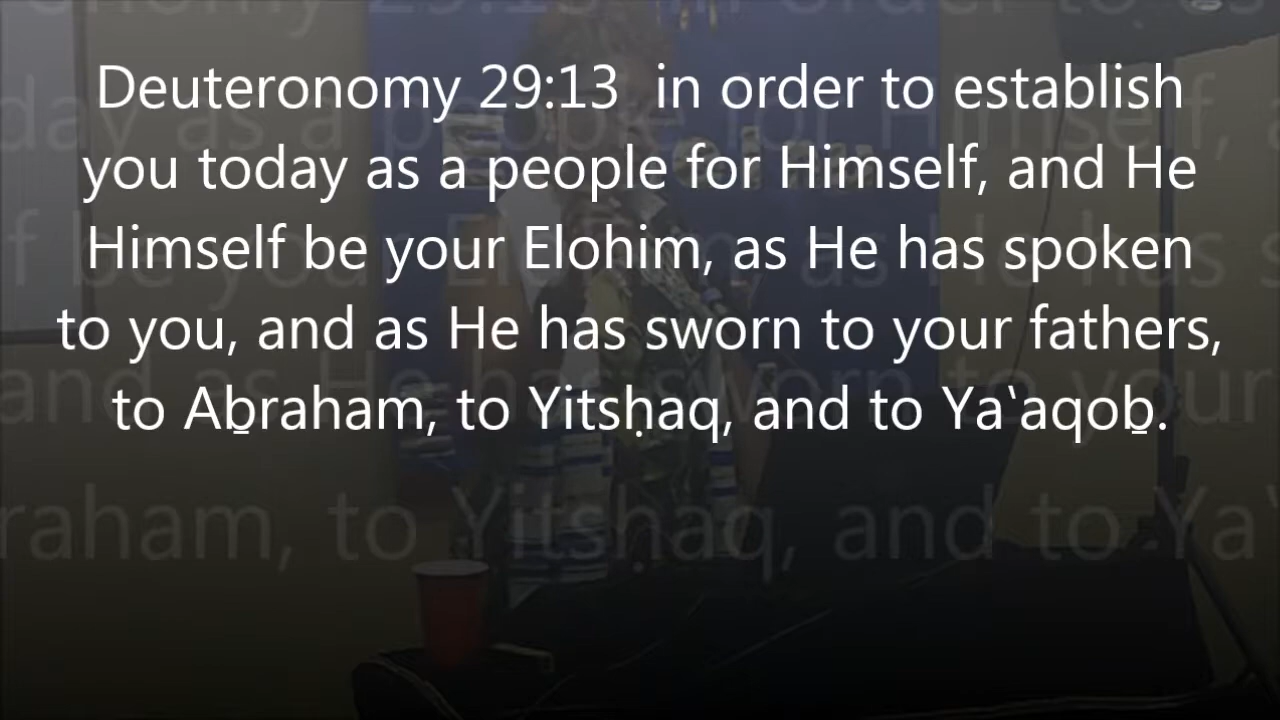 Deuteronomy 29:13  in order to establish
you today as a people for Himself, and He
Himself be your Elohim, as He has spoken
to you, and as He has sworn to your fathers,
to Aḇraham, to Yitsḥaq, and to Ya‛aqoḇ.